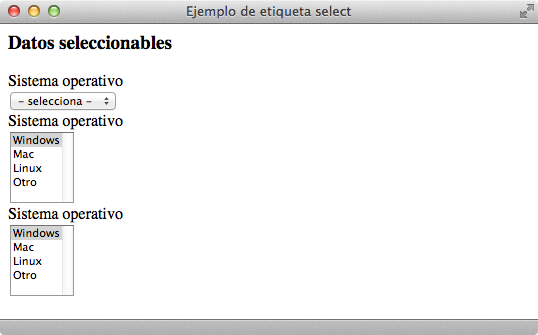 Ejemplo de etiqueta select
Datos seleccionables
Sistema operativo
- selecciona -
Sistema operativo
Windows
Mac
Linux
Otro
Sistema operativo
Windows
Mac
Linux
Otro